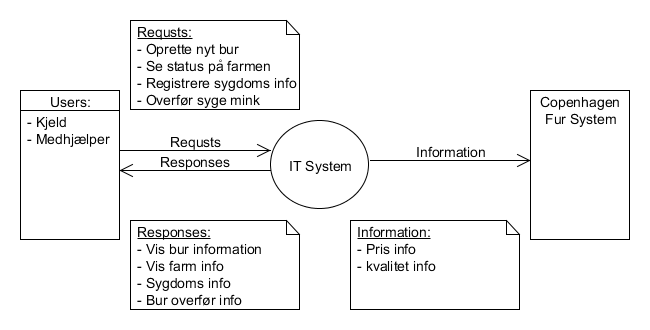 Requsts:
- Oprette nyt bur
- Se status på farmen
- Registrere sygdoms info
- Overfør syge mink
Users:
- Kjeld
- Medhjælper
Requsts
Responses
IT System
Information
Copenhagen
Fur System
Responses:
- Vis bur information
- Vis farm info
- Sygdoms info
- Bur overfør info
Information:
- Pris info
- kvalitet info